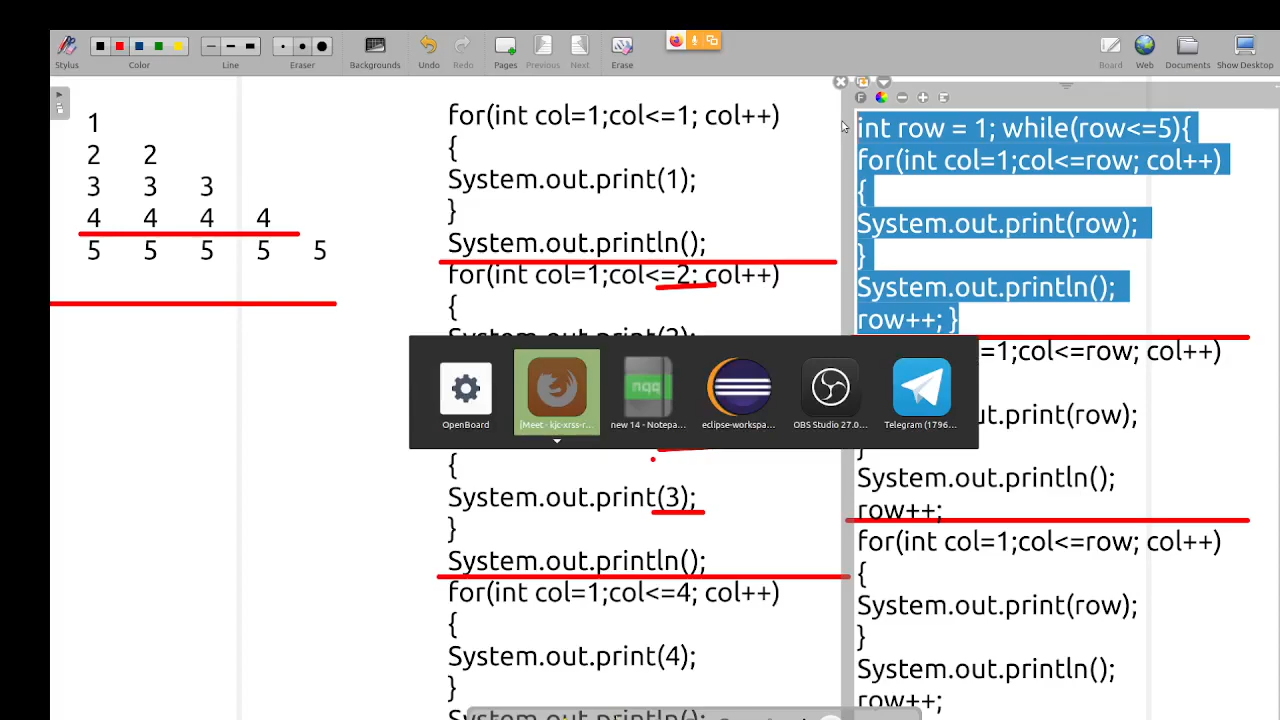 Stylus Color Line Eraser Backgrounds Undo Redo Pages Previous Next Erase Board Web Documents Show Desktop
1
2 2
3 3 3
4 4 4 4
5 5 5 5 5
for(int col=1;col<=1; col++)
{
System.out.print(1);
}
System.out.println();
for(int col=1;col<=2; col++)
{
{
System.out.print(3);
}
System.out.println();
for(int col=1;col<=4; col++)
{
System.out.print(4);
}
int row = 1; while(row<=5){
for(int col=1;col<=row; col++)
{
System.out.print(row);
}
System.out.println();
row++; }
=1;col<=row; col++)
ut.print(row);
}
System.out.println();
row++;
for(int col=1;col<=row; col++)
{
System.out.print(row);
}
System.out.println();
row++;
OpenBoard
nqq
new 14 - Notepa...
eclipse-workspa...
OBS Studio 27.0...
Telegram (1796...